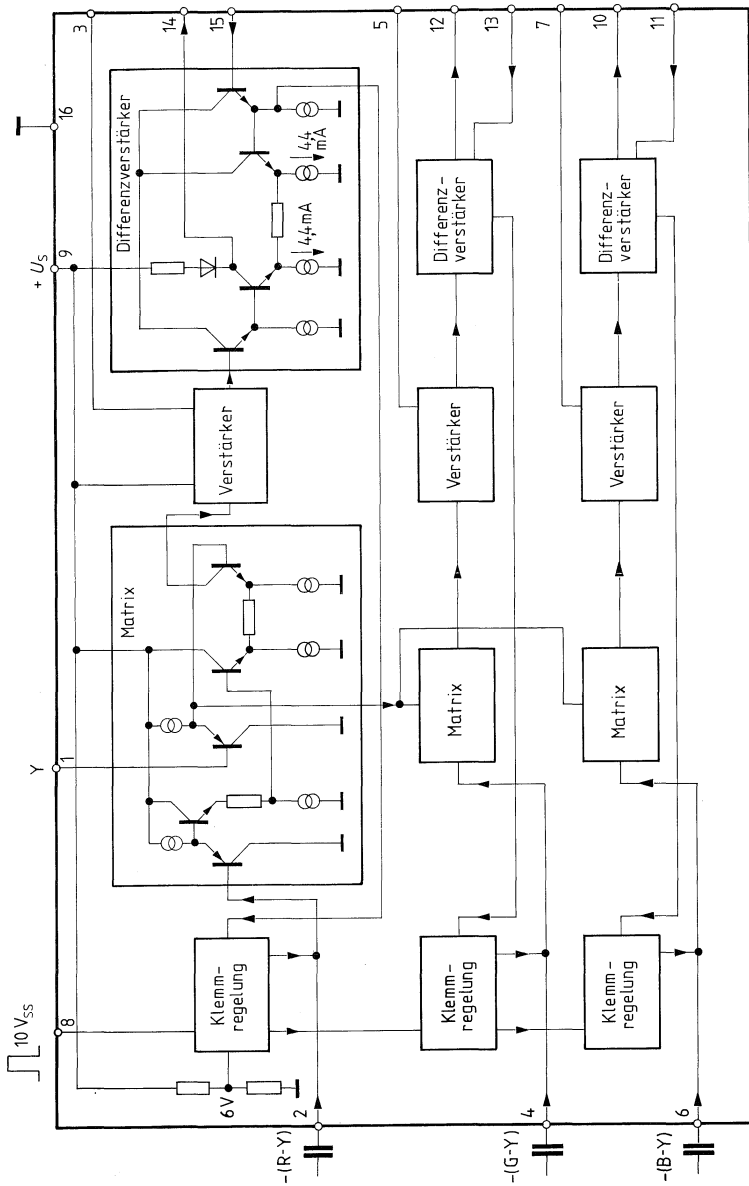 10 Vss
8
Y
1
+ Us
9
16
3
14
15
Klemm-
regelung
Matrix
Verstärker
Differenzverstärker
4,4 mA
4,4
mA
6V
2
-(R-Y)
5
12
13
Klemm-
regelung
Matrix
Verstärker
Differenz-
verstärker
4
-(G-Y)
7
10
11
Klemm-
regelung
Matrix
Verstärker
Differenz-
verstärker
6
-(B-Y)